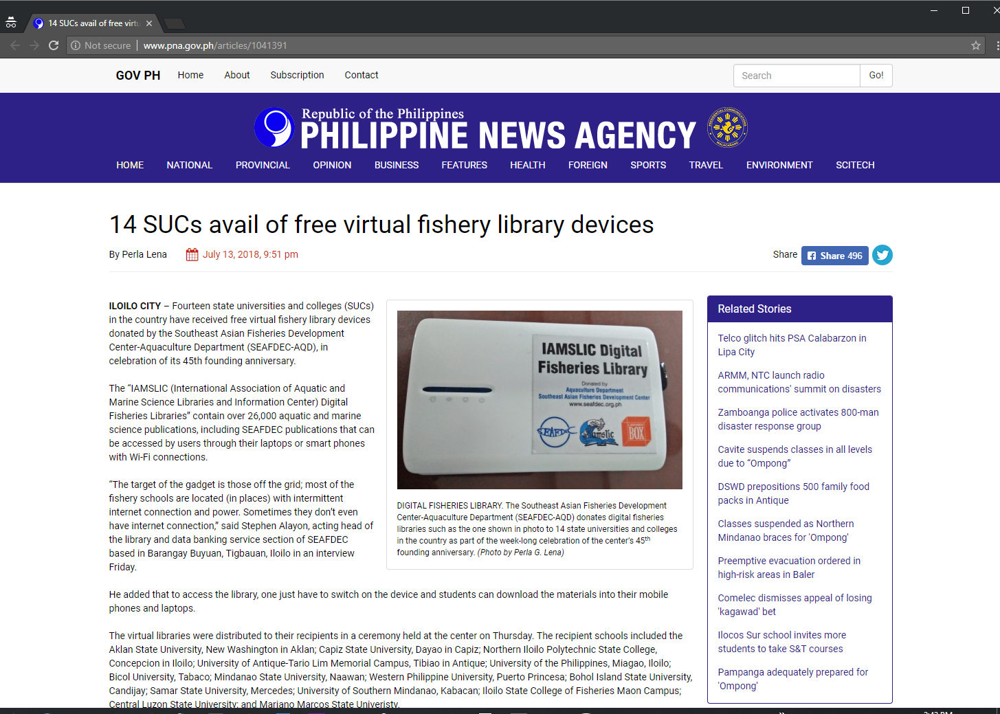 14 SUCs avail of free virtu
Not secure | www.pna.gov.ph/articles/1041391
GOV PH Home About Subscription Contact Search Go!
Republic of the Philippines
PHILIPPINE NEWS AGENCY
HOME NATIONAL PROVINCIAL OPINION BUSINESS FEATURES HEALTH FOREIGN SPORTS TRAVEL ENVIRONMENT SCITECH
14 SUCs avail of free virtual fishery library devices
By Perla Lena July 13, 2018, 9:51 pm Share Share 496
ILOILO CITY – Fourteen state universities and colleges (SUCs)
in the country have received free virtual fishery library devices
donated by the Southeast Asian Fisheries Development
Center-Aquaculture Department (SEAFDEC-AQD), in
celebration of its 45th founding anniversary.
The “IAMSLIC (International Association of Aquatic and
Marine Science Libraries and Information Center) Digital
Fisheries Libraries” contain over 26,000 aquatic and marine
science publications, including SEAFDEC publications that can
be accessed by users through their laptops or smart phones
with Wi-Fi connections.
“The target of the gadget is those off the grid; most of the
fishery schools are located (in places) with intermittent
internet connection and power. Sometimes they don’t even
have internet connection,” said Stephen Alayon, acting head of
the library and data banking service section of SEAFDEC
based in Barangay Buyuan, Tigbauan, Iloilo in an interview
Friday.
IAMSLIC Digital
Fisheries Library
Donated by
Aquaculture Department
Southeast Asian Fisheries Development Center
www.seafdec.org.ph
SEAFDEC
iamslic
BOX
DIGITAL FISHERIES LIBRARY. The Southeast Asian Fisheries Development
Center-Aquaculture Department (SEAFDEC-AQD) donates digital fisheries
libraries such as the one shown in photo to 14 state universities and colleges
in the country as part of the week-long celebration of the center's 45th
founding anniversary. (Photo by Perla G. Lena)
He added that to access the library, one just have to switch on the device and students can download the materials into their mobile
phones and laptops.
The virtual libraries were distributed to their recipients in a ceremony held at the center on Thursday. The recipient schools included the
Aklan State University, New Washington in Aklan; Capiz State University, Dayao in Capiz; Northern Iloilo Polytechnic State College,
Concepcion in Iloilo; University of Antique-Tario Lim Memorial Campus, Tibiao in Antique; University of the Philippines, Miagao, Iloilo;
Bicol University, Tabaco; Mindanao State University, Naawan; Western Philippine University, Puerto Princesa; Bohol Island State University,
Candijay; Samar State University, Mercedes; University of Southern Mindanao, Kabacan; Iloilo State College of Fisheries Maon Campus;
Central Luzon State University; and Mariano Marcos State Univeristy.
Related Stories
Telco glitch hits PSA Calabarzon in
Lipa City
ARMM, NTC launch radio
communications' summit on disasters
Zamboanga police activates 800-man
disaster response group
Cavite suspends classes in all levels
due to “Ompong”
DSWD prepositions 500 family food
packs in Antique
Classes suspended as Northern
Mindanao braces for 'Ompong'
Preemptive evacuation ordered in
high-risk areas in Baler
Comelec dismisses appeal of losing
'kagawad' bet
Ilocos Sur school invites more
students to take S&T courses
Pampanga adequately prepared for
'Ompong'